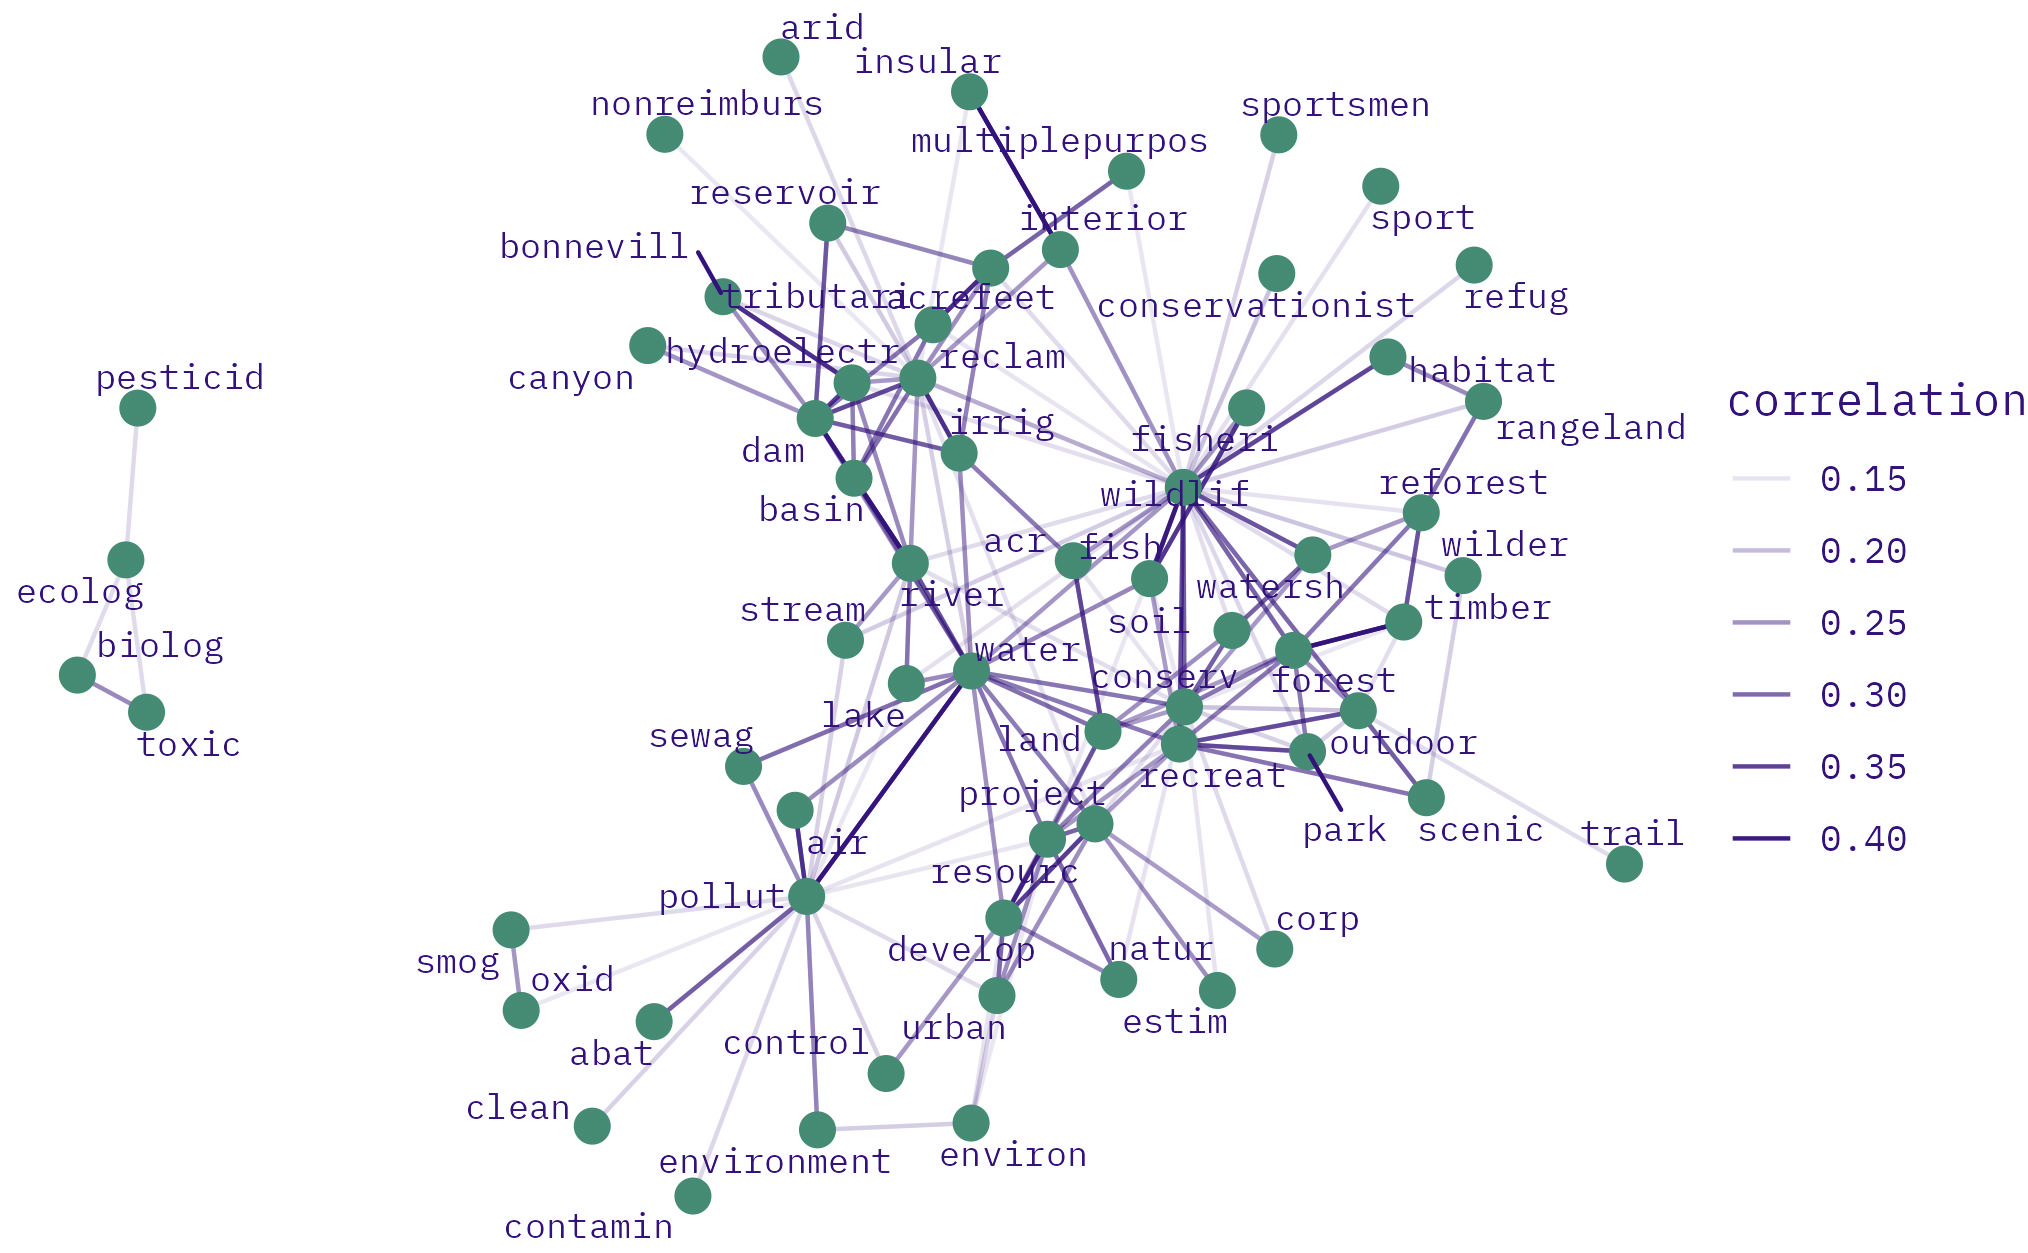 arid
insular
nonreimburs
sportsmen
multiplepurpos
reservoir
interior
sport
bonnevill
tributari
acrefeet
conservationist
refug
hydroelectr
reclam
canyon
habitat
pesticid
correlation
irrig
rangeland
dam
fisheri
0.15
reforest
wildlif
basin
acr
fish
wilder
0.20
ecolog
river
watersh
stream
soil
timber
0.25
biolog
water
conserv
forest
0.30
lake
sewag
land
outdoor
toxic
recreat
0.35
project
air
park
scenic
trail
0.40
resourc
pollut
corp
develop
natur
smog
oxid
urban
estim
control
abat
clean
environment
environ
contamin